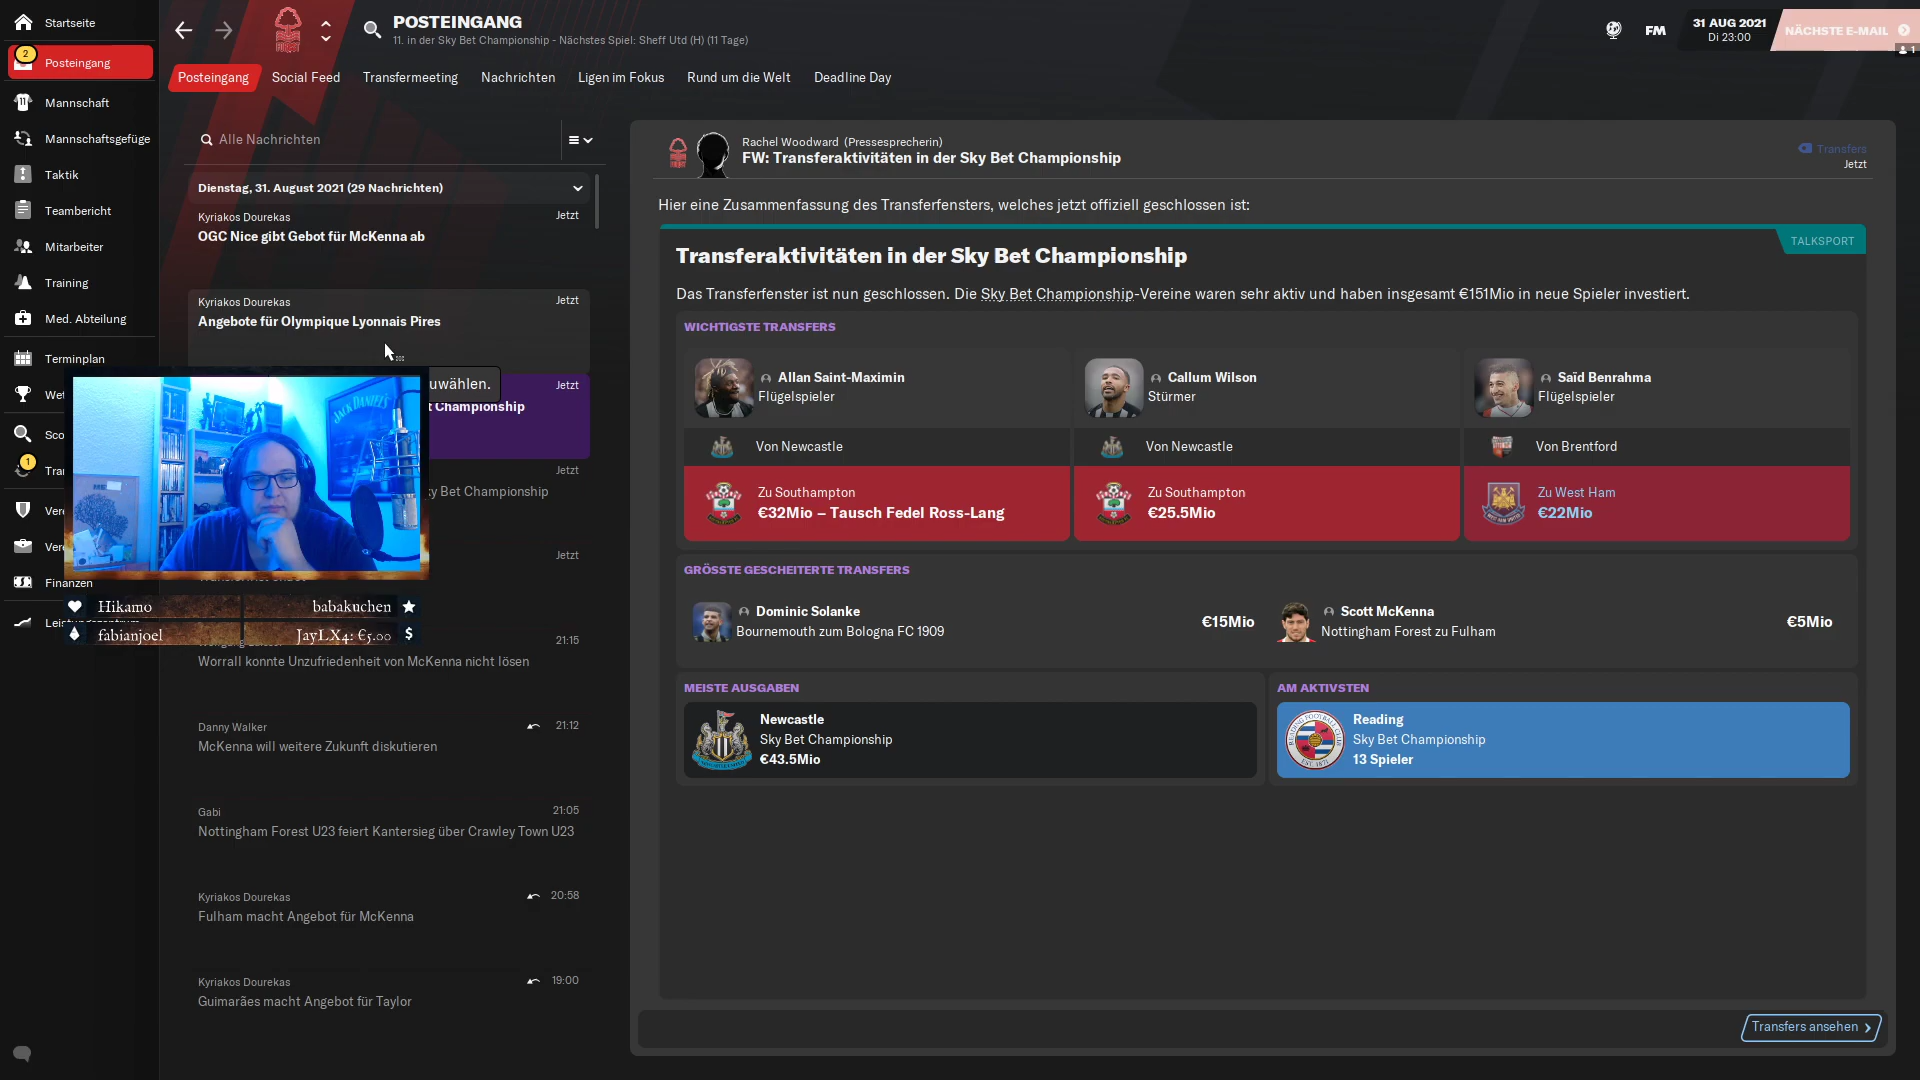 Startseite
2
Posteingang
Mannschaft
Mannschaftsgefüge
Taktik
Teambericht
Mitarbeiter
Training
Med. Abteilung
Terminplan
1
Finanzen
POSTEINGANG
11. in der Sky Bet Championship - Nächstes Spiel: Sheff Utd (H) (11 Tage)
FM
31 AUG 2021
Di 23:00
NÄCHSTE E-MAIL
1
Posteingang
Social Feed
Transfermeeting
Nachrichten
Ligen im Fokus
Rund um die Welt
Deadline Day
Alle Nachrichten
Dienstag, 31. August 2021 (29 Nachrichten)
Kyriakos Dourekas
Jetzt
OGC Nice gibt Gebot für McKenna ab
Kyriakos Dourekas
Jetzt
Angebote für Olympique Lyonnais Pires
uwählen.
Jetzt
t Championship
Jetzt
ky Bet Championship
Jetzt
JACK DANIEL'S
Hikamo
babakuchen
fabianjoel
JayLX4: €5.00
$
21:15
Worrall konnte Unzufriedenheit von McKenna nicht lösen
Danny Walker
21:12
McKenna will weitere Zukunft diskutieren
Gabi
21:05
Nottingham Forest U23 feiert Kantersieg über Crawley Town U23
Kyriakos Dourekas
20:58
Fulham macht Angebot für McKenna
Kyriakos Dourekas
19:00
Guimarães macht Angebot für Taylor
Rachel Woodward (Pressesprecherin)
FW: Transferaktivitäten in der Sky Bet Championship
Transfers
Jetzt
Hier eine Zusammenfassung des Transferfensters, welches jetzt offiziell geschlossen ist:
TALKSPORT
Transferaktivitäten in der Sky Bet Championship
Das Transferfenster ist nun geschlossen. Die Sky Bet Championship-Vereine waren sehr aktiv und haben insgesamt €151Mio in neue Spieler investiert.
WICHTIGSTE TRANSFERS
Allan Saint-Maximin
Flügelspieler
Von Newcastle
Zu Southampton
€32Mio – Tausch Fedel Ross-Lang
Callum Wilson
Stürmer
Von Newcastle
Zu Southampton
€25.5Mio
Saïd Benrahma
Flügelspieler
Von Brentford
Zu West Ham
€22Mio
GRÖSSTE GESCHEITERTE TRANSFERS
Dominic Solanke
Bournemouth zum Bologna FC 1909
€15Mio
Scott McKenna
Nottingham Forest zu Fulham
€5Mio
MEISTE AUSGABEN
Newcastle
Sky Bet Championship
€43.5Mio
AM AKTIVSTEN
Reading
Sky Bet Championship
13 Spieler
Transfers ansehen